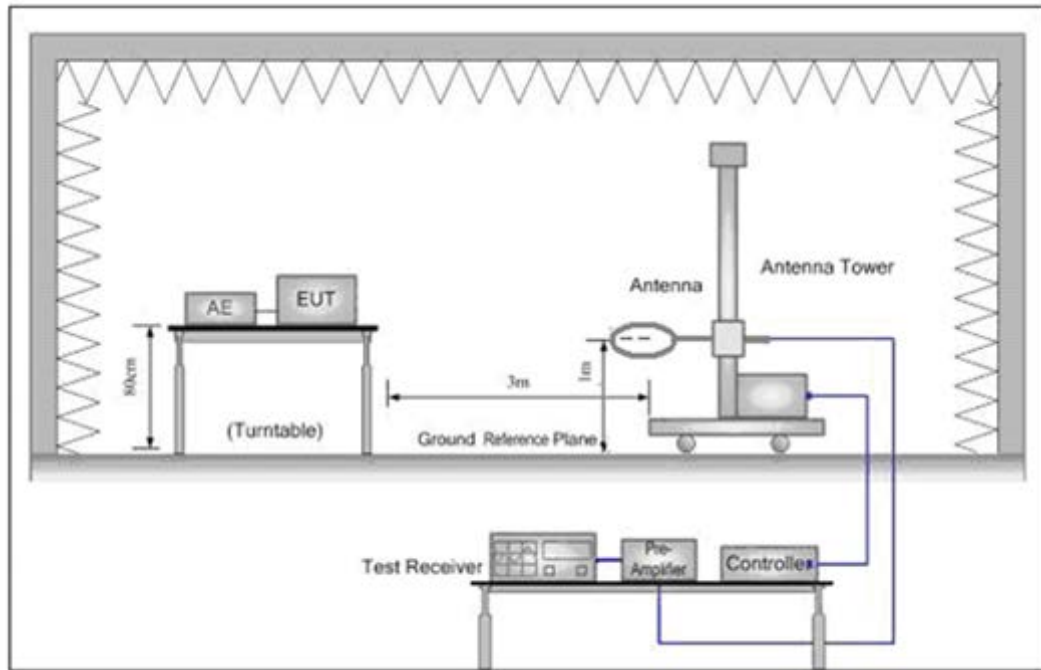 Antenna Tower
Antenna
AE
EUT
80cm
1m
3m
(Turntable)
Ground Reference Plane
Test Receiver
Pre-
Amplifier
Controller